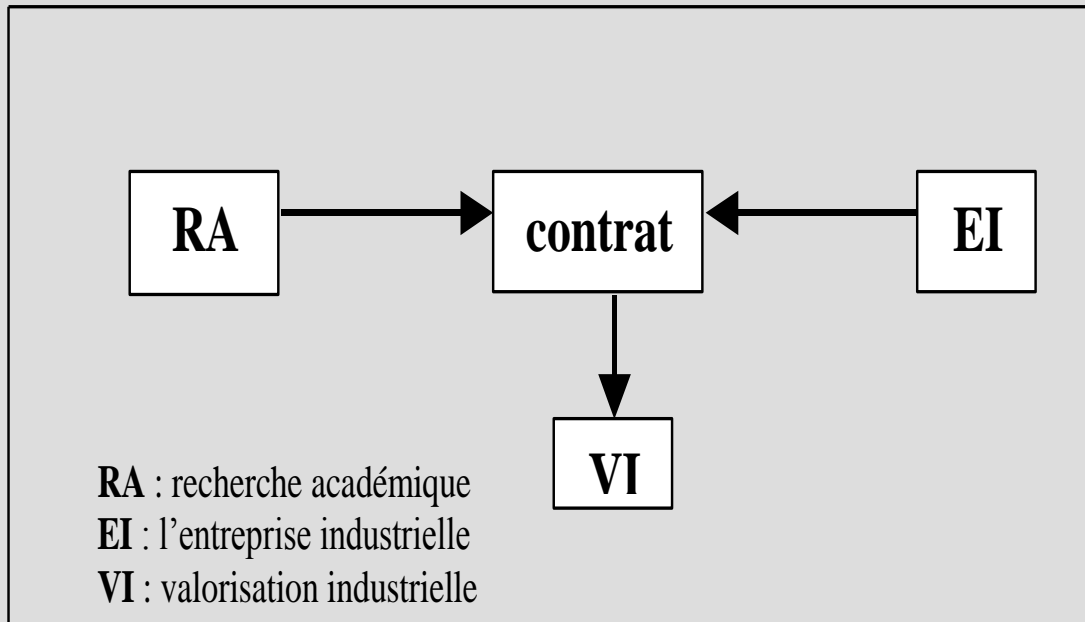 RA
contrat
EI
VI
RA : recherche académique
EI : l’entreprise industrielle
VI : valorisation industrielle